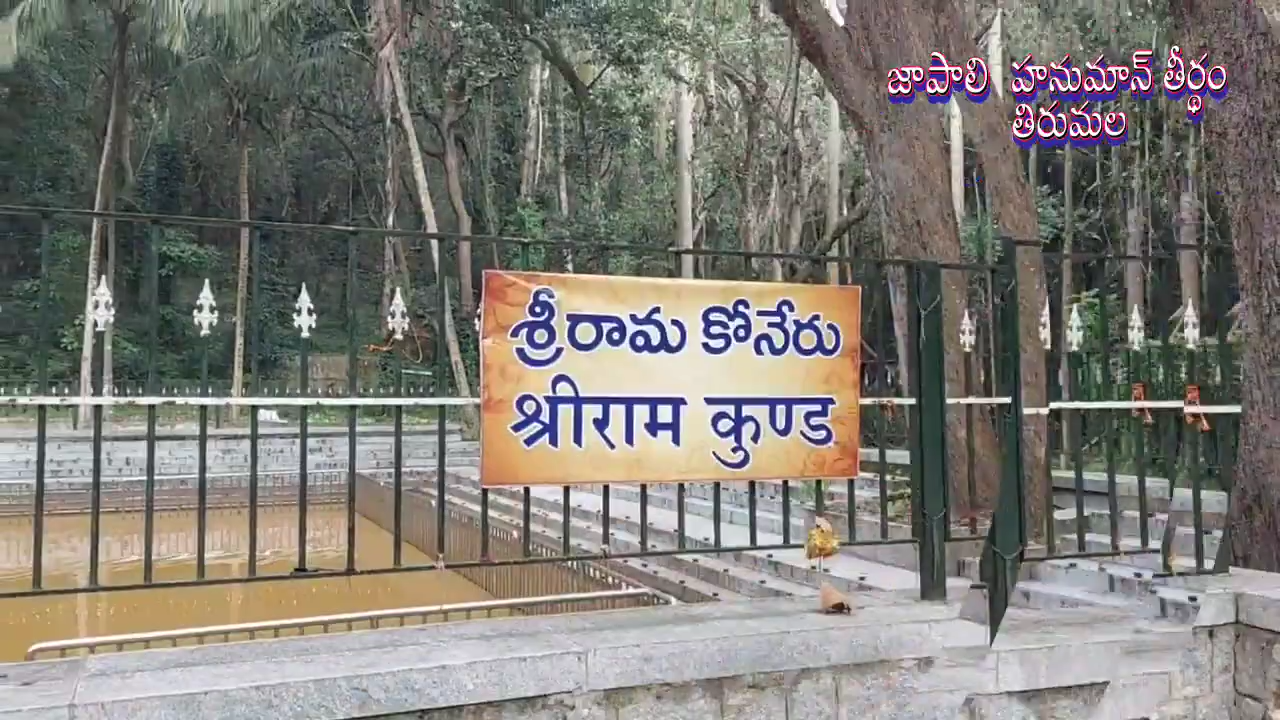 జాపాలి హనుమాన్ తీర్థం
తిరుమల
శ్రీరామ కోనేరు
श्रीराम कुण्ड